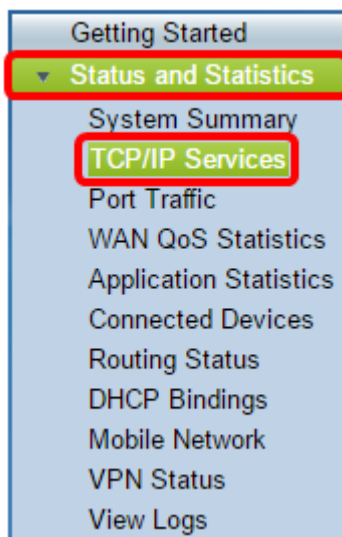 Getting Started
Status and Statistics
System Summary
TCP/IP Services
Port Traffic
WAN QoS Statistics
Application Statistics
Connected Devices
Routing Status
DHCP Bindings
Mobile Network
VPN Status
View Logs